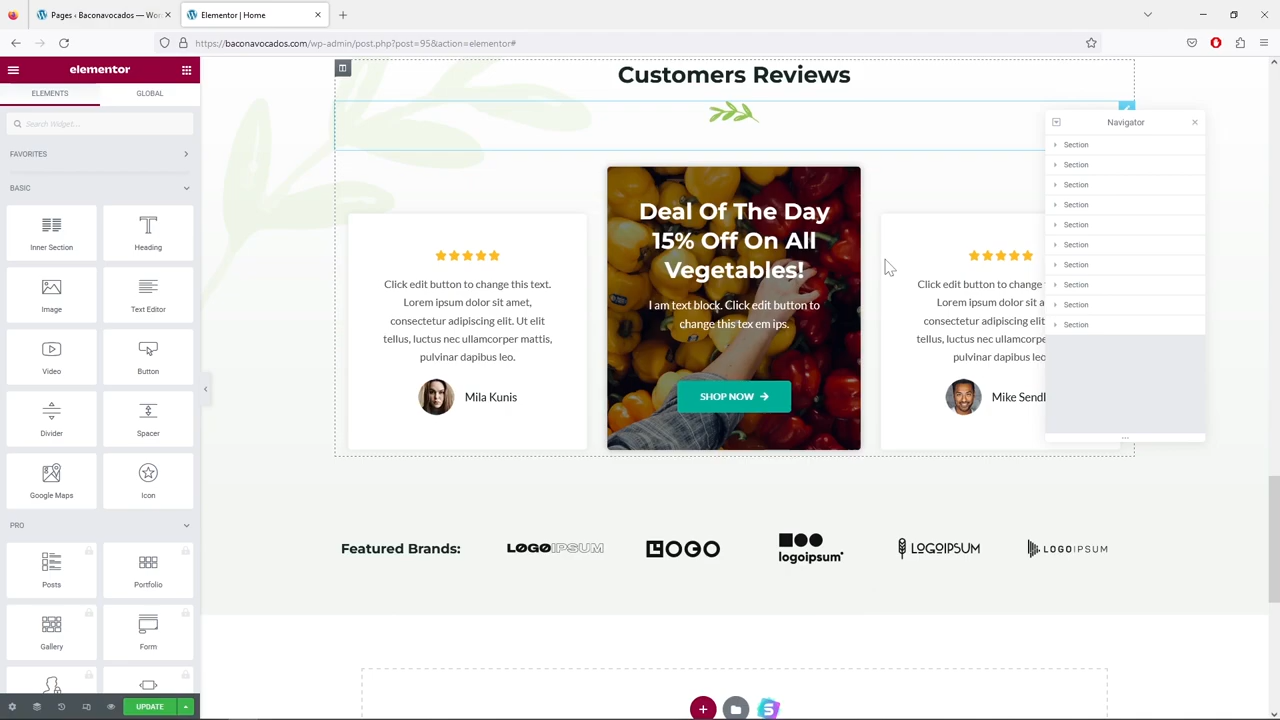 Pages ‹ Baconavocados — Wor
Elementor | Home
https://baconavocados.com/wp-admin/post.php?post=95&action=elementor#
elementor
ELEMENTS
GLOBAL
Search Widget...
FAVORITES
BASIC
Inner Section
Heading
Image
Text Editor
Video
Button
Divider
Spacer
Google Maps
Icon
PRO
Posts
Portfolio
Gallery
Form
UPDATE
Customers Reviews
Click edit button to change this text.
Lorem ipsum dolor sit amet,
consectetur adipiscing elit. Ut elit
tellus, luctus nec ullamcorper mattis,
pulvinar dapibus leo.
Mila Kunis
Deal Of The Day
15% Off On All
Vegetables!
I am text block. Click edit button to
change this tex em ips.
SHOP NOW
Click edit button to change
Lorem ipsum dolor sit a
consectetur adipiscing elit.
tellus, luctus nec ullamcorp
pulvinar dapibus leo
Mike Sendl
Navigator
Section
Section
Section
Section
Section
Section
Section
Section
Section
Section
Featured Brands:
LOGOIPSUM
LOGO
logoipsum
LOGOIPSUM
LOGOIPSUM